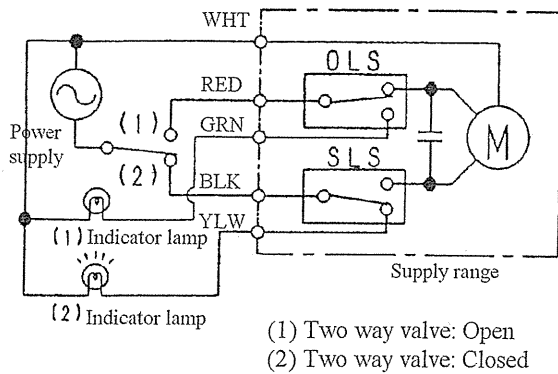 WHT
OLS
RED
Power
supply
(1)
GRN
M
(2)
SLS
BLK
YLW
(1) Indicator lamp
Supply range
(2) Indicator lamp
(1) Two way valve: Open
(2) Two way valve: Closed